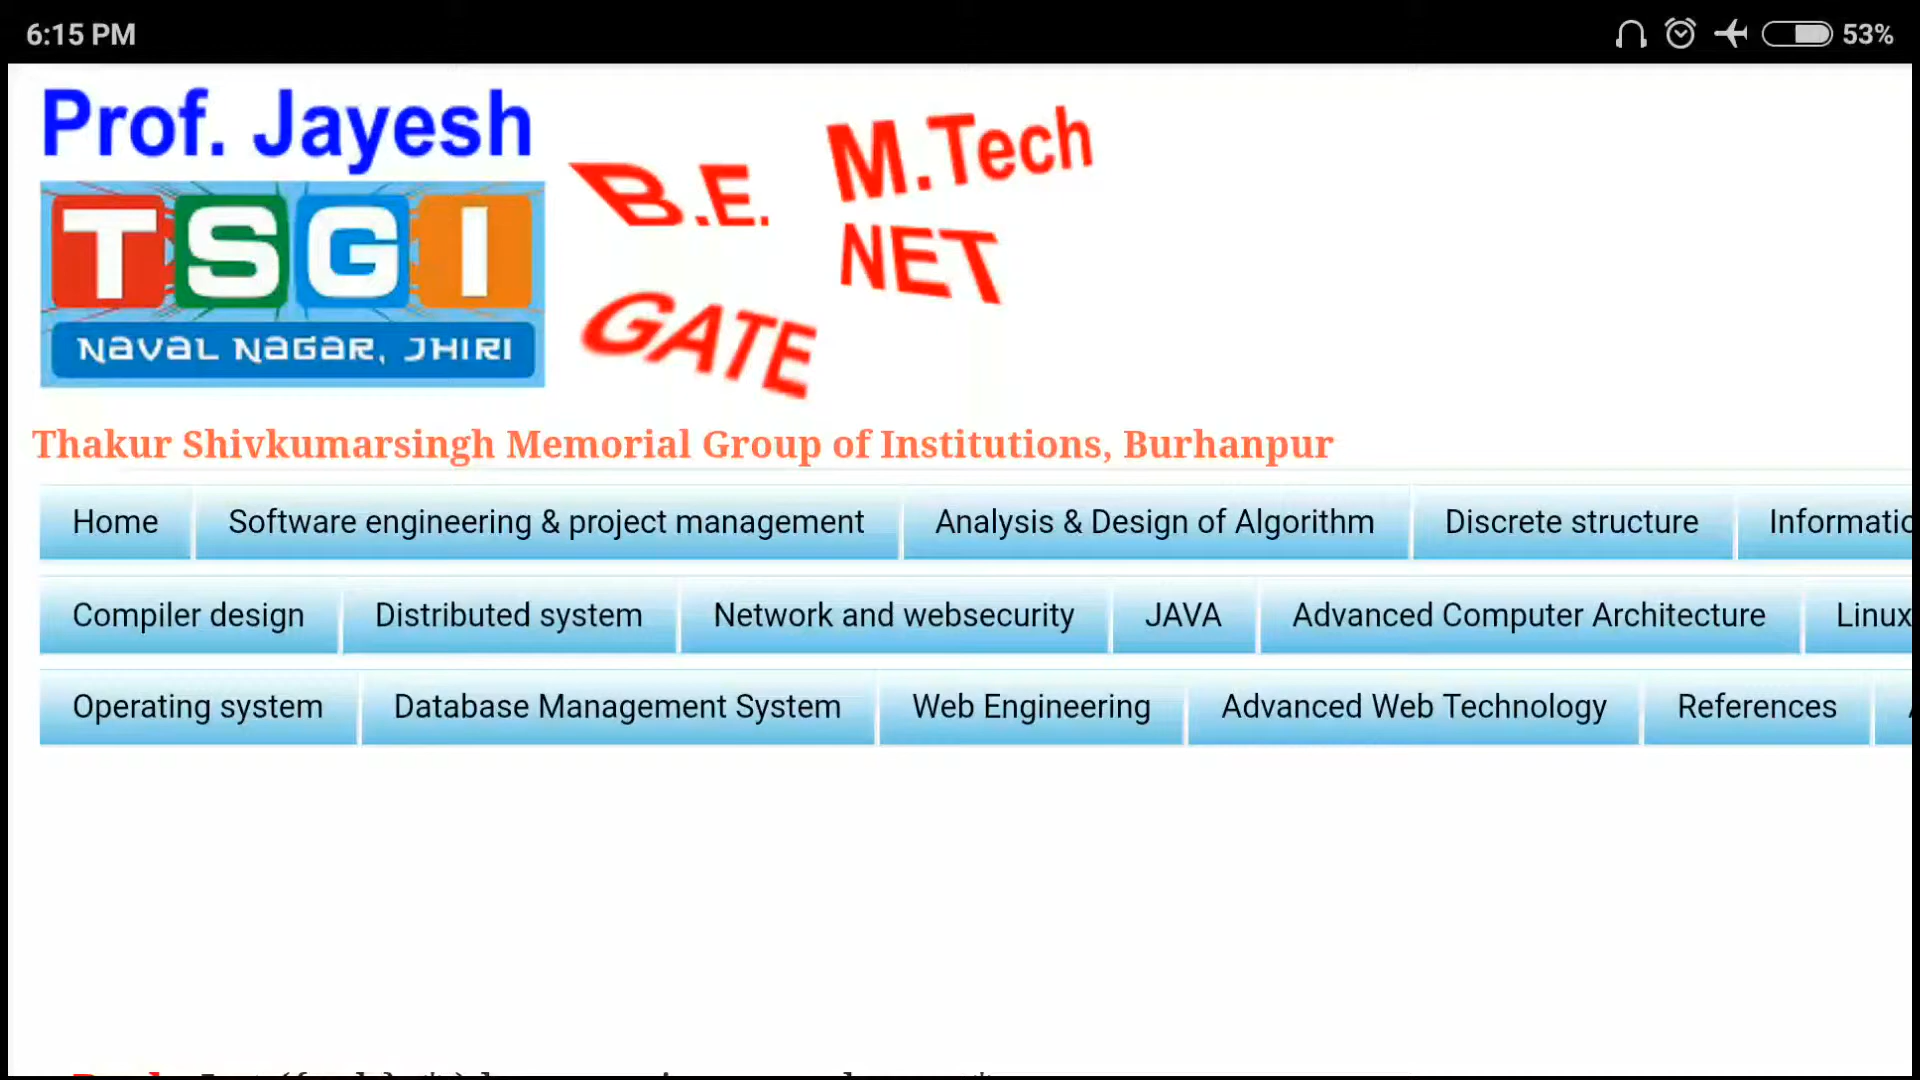 6:15 PM 53%
Prof. Jayesh
B.E. M.Tech
NET
TSGI
GATE
NAVAL NAGAR, JHIRI
Thakur Shivkumarsingh Memorial Group of Institutions, Burhanpur
Home Software engineering & project management Analysis & Design of Algorithm Discrete structure Informatio
Compiler design Distributed system Network and websecurity JAVA Advanced Computer Architecture Linux
Operating system Database Management System Web Engineering Advanced Web Technology References